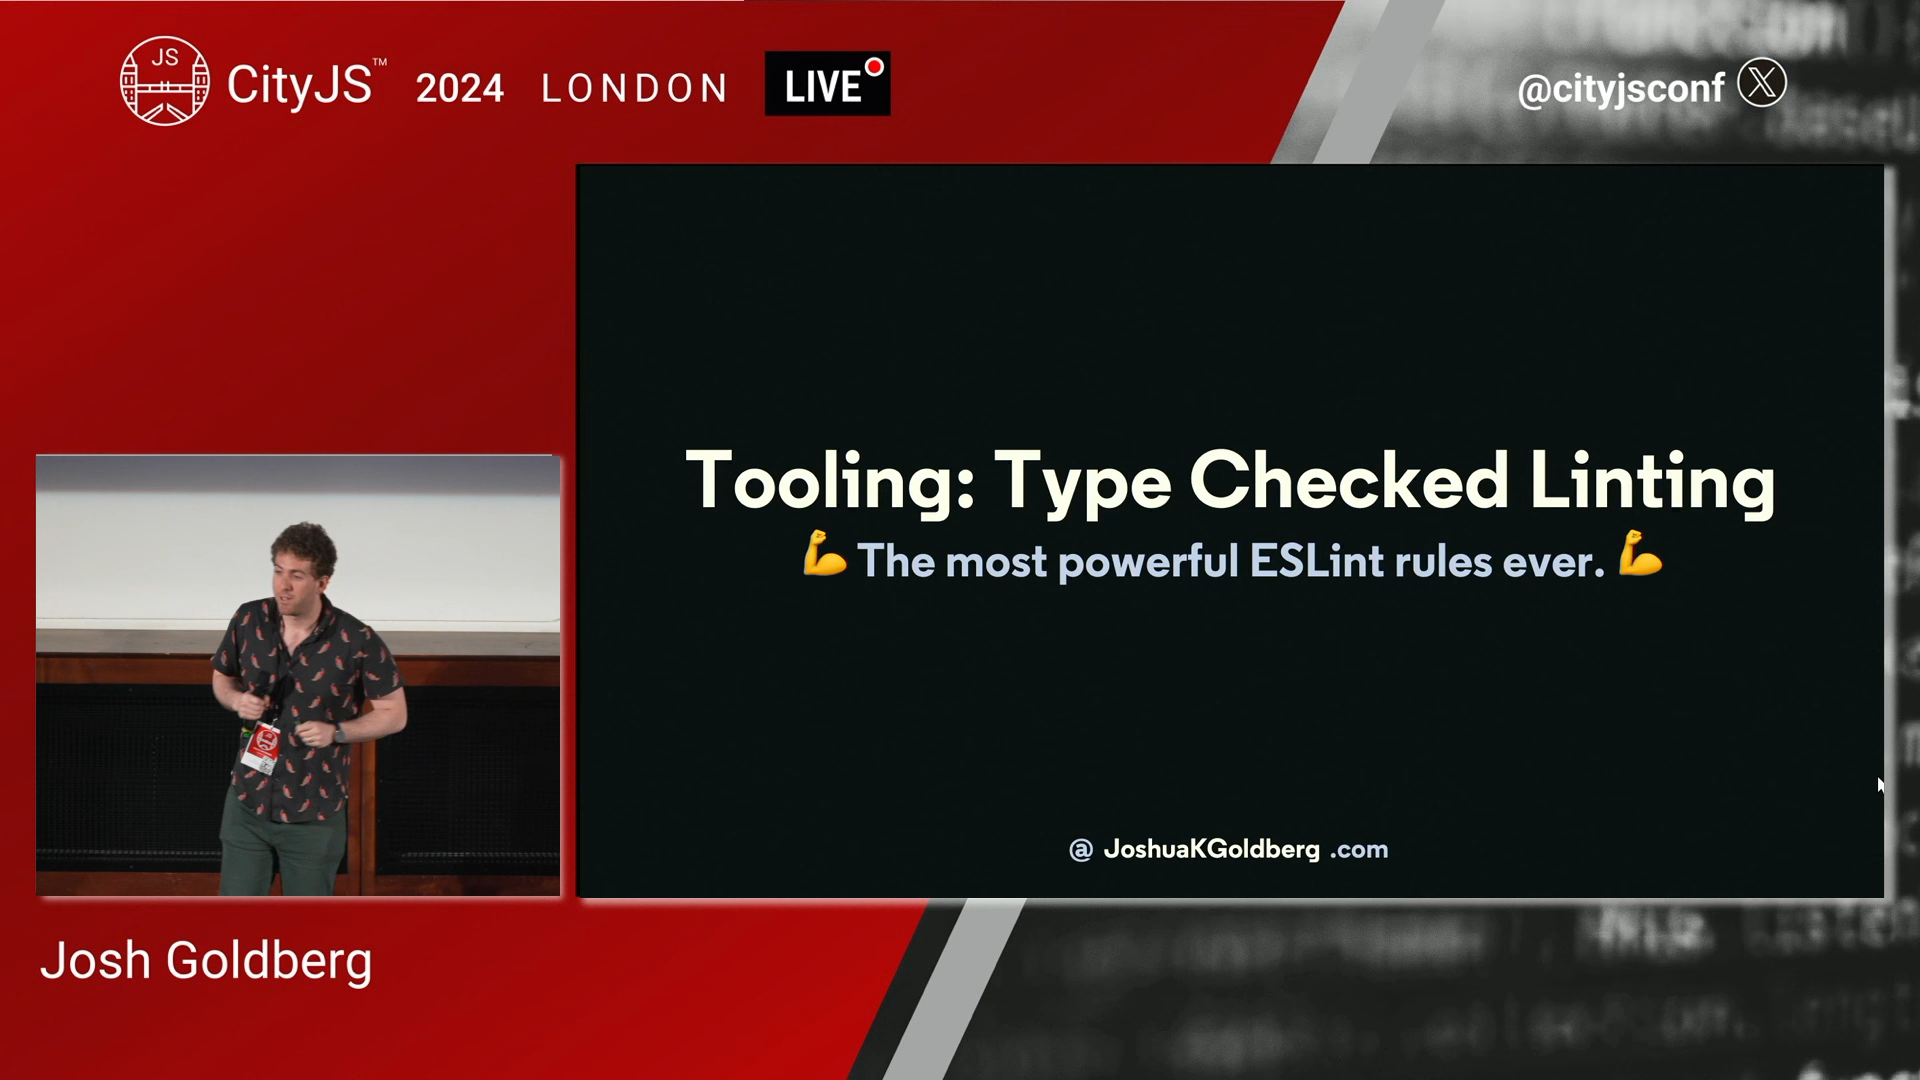 JS
CityJS™ 2024 LONDON LIVE
@cityjsconf X
Tooling: Type Checked Linting
💪 The most powerful ESLint rules ever. 💪
@ JoshuaKGoldberg .com
Josh Goldberg